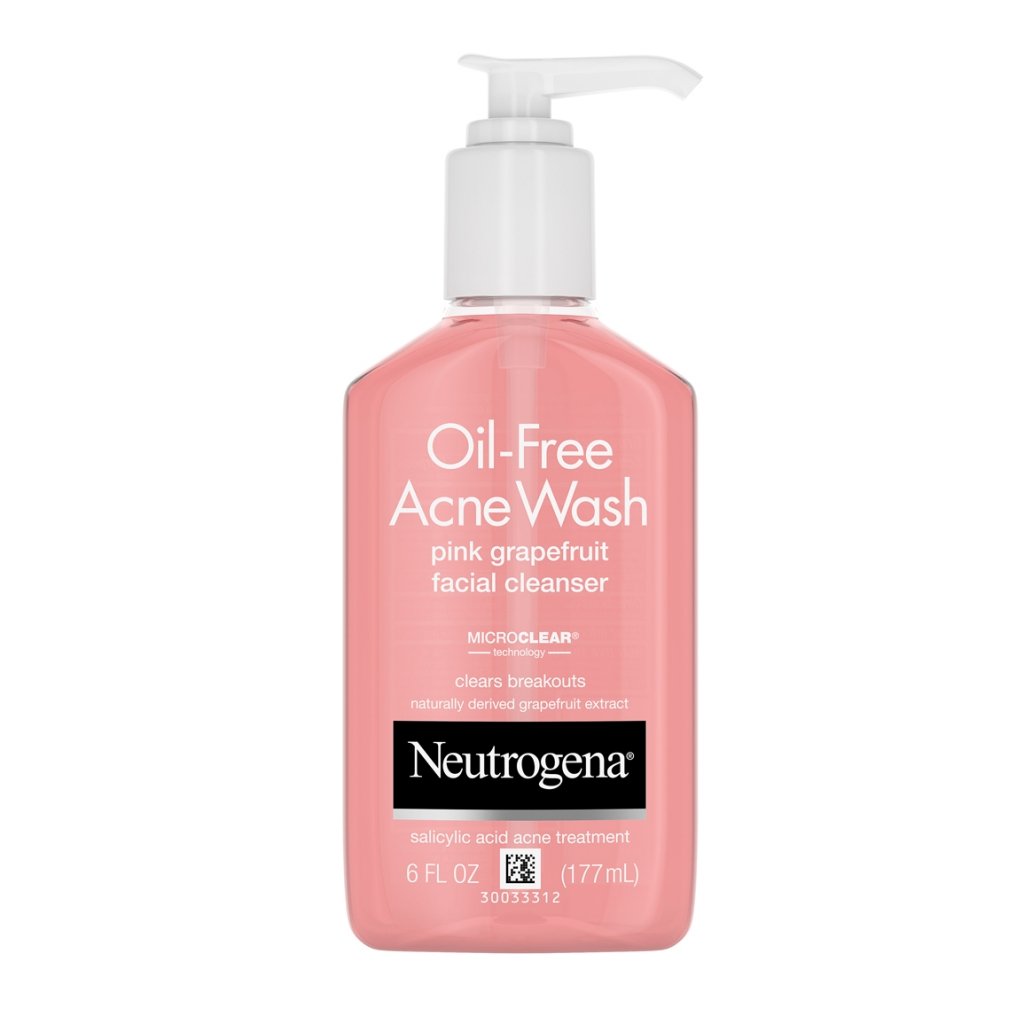 Oil-Free
Acne Wash
pink grapefruit
facial cleanser
MICROCLEAR®
technology
clears breakouts
naturally derived grapefruit extract
Neutrogena®
salicylic acid acne treatment
6 FL OZ (177mL)
30033312